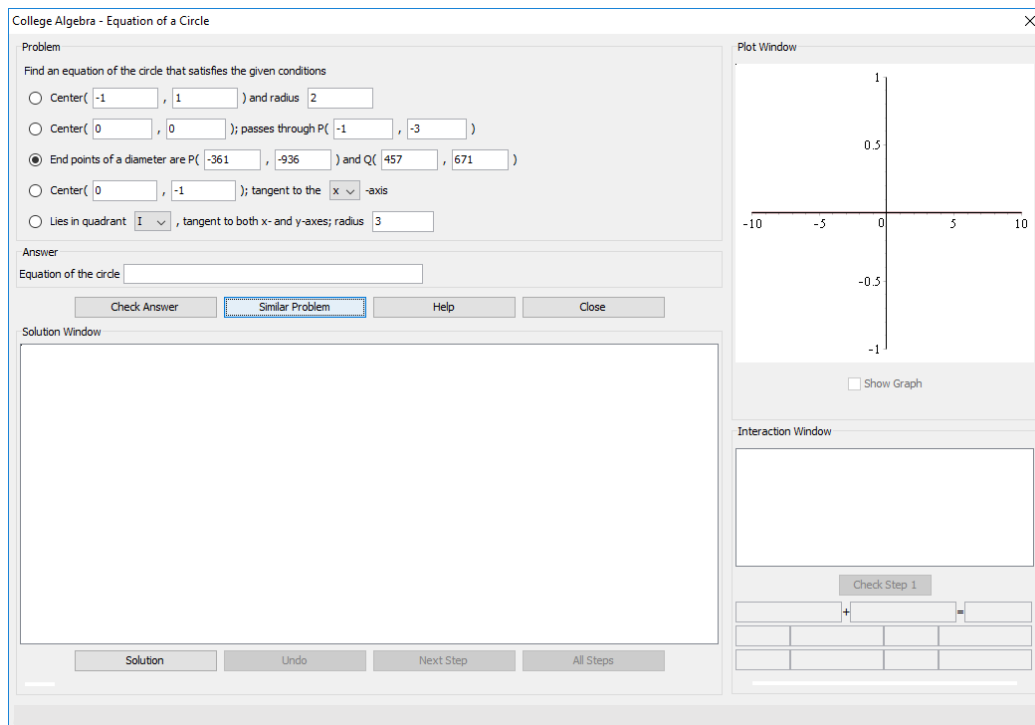 College Algebra - Equation of a Circle
Problem
Find an equation of the circle that satisfies the given conditions
Center( -1 , 1 ) and radius 2
Center( 0 , 0 ); passes through P( -1 , -3 )
End points of a diameter are P( -361 , -936 ) and Q( 457 , 671 )
Center( 0 , -1 ); tangent to the x -axis
Lies in quadrant I , tangent to both x- and y-axes; radius 3
Answer
Equation of the circle
Check Answer Similar Problem Help Close
Solution Window
Solution Undo Next Step All Steps
Plot Window
1
0.5
-10 -5 0 5 10
-0.5
-1
Show Graph
Interaction Window
Check Step 1
+ =